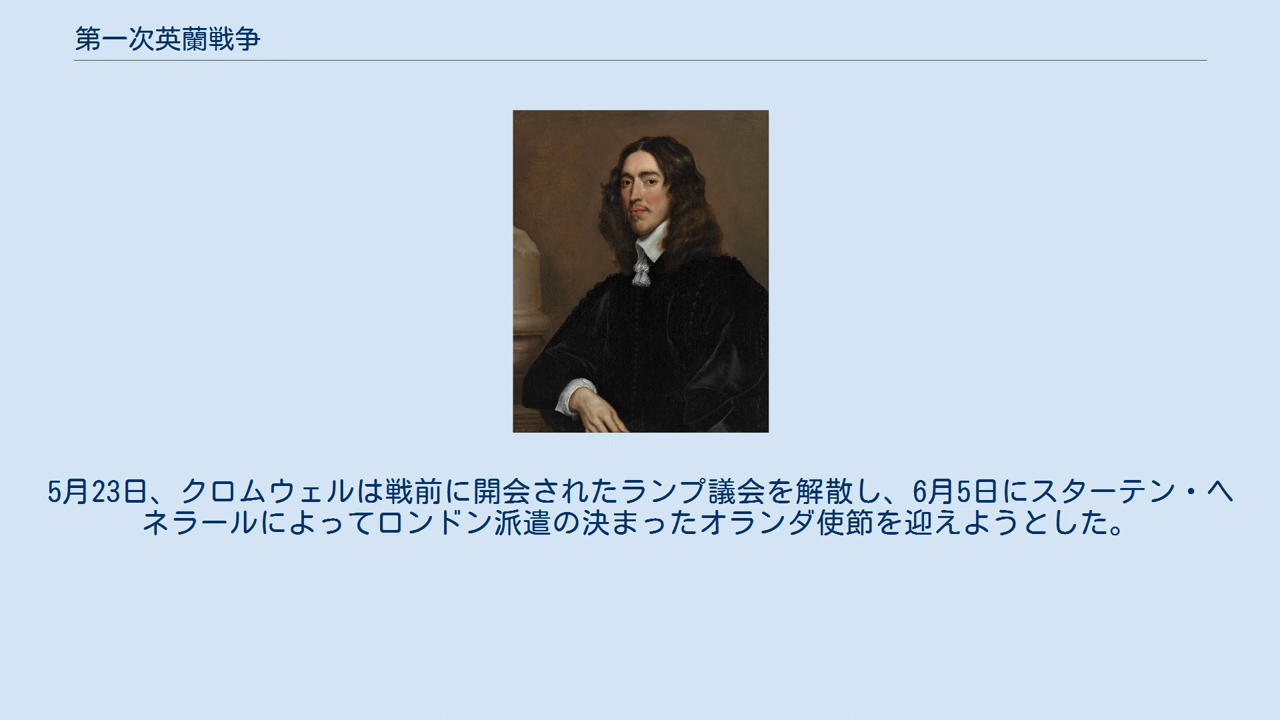 第一次英蘭戦争
5月23日、クロムウェルは戦前に開会されたランプ議会を解散し、6月5日にスターテン・ヘ
ネラールによってロンドン派遣の決まったオランダ使節を迎えようとした。